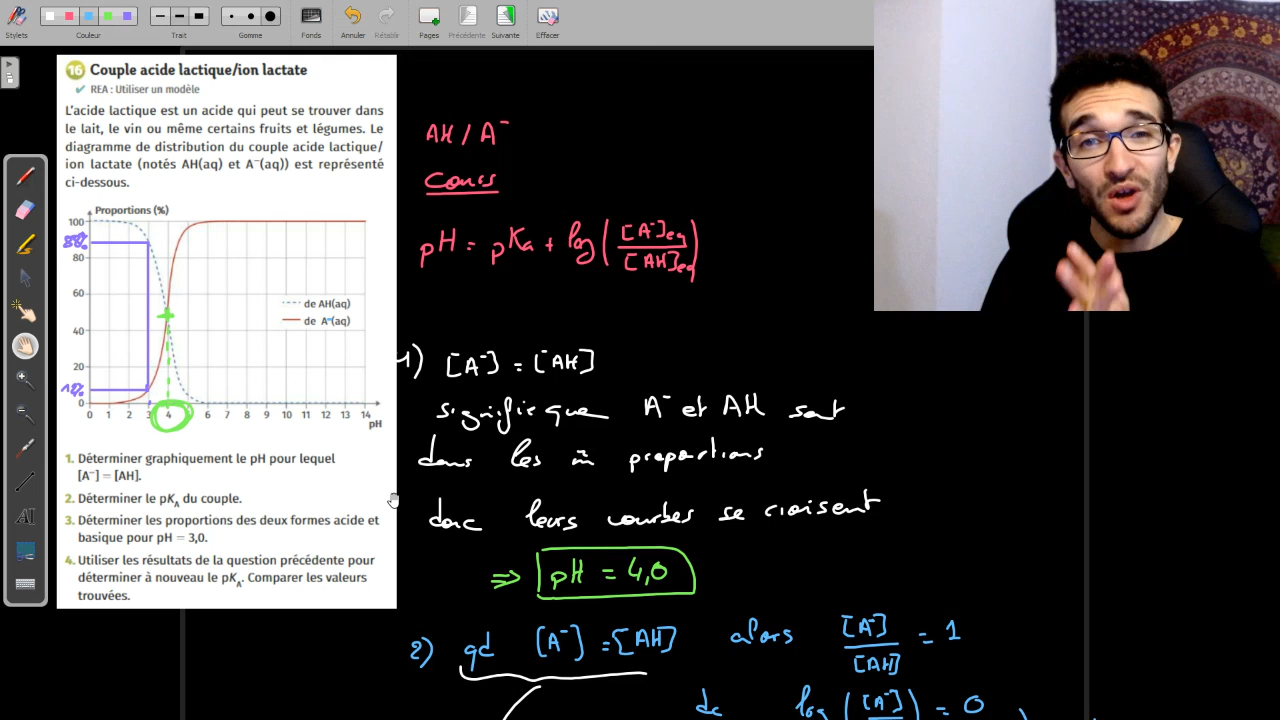 Stylets
Couleur
Trait
Gomme
Fonds
Annuler
Rétablir
Pages
Précédente
Suivante
Effacer
16 Couple acide lactique/ion lactate
✓ REA : Utiliser un modèle
L'acide lactique est un acide qui peut se trouver dans
le lait, le vin ou même certains fruits et légumes. Le
diagramme de distribution du couple acide lactique/
ion lactate (notés AH(aq) et A⁻(aq)) est représenté
ci-dessous.
Proportions (%)
100
80
60
40
20
0
de AH(aq)
de A⁻(aq)
0 1 2 3 4 5 6 7 8 9 10 11 12 13 14
pH
1. Déterminer graphiquement le pH pour lequel
[A⁻] = [AH].
2. Déterminer le pK_A du couple.
3. Déterminer les proportions des deux formes acide et
basique pour pH = 3,0.
4. Utiliser les résultats de la question précédente pour
déterminer à nouveau le pK_A. Comparer les valeurs
trouvées.
AH / A⁻
Cours
pH = pKa + log([A⁻]eq/[AH]eq)
1) [A⁻] = [AH]
signifie que A⁻ et AH sont
dans les m̄ proportions
donc leurs courbes se croisent
⇒ pH = 4,0
2) qd [A⁻] = [AH] alors [A⁻]/[AH] = 1
log([A⁻]
= 0